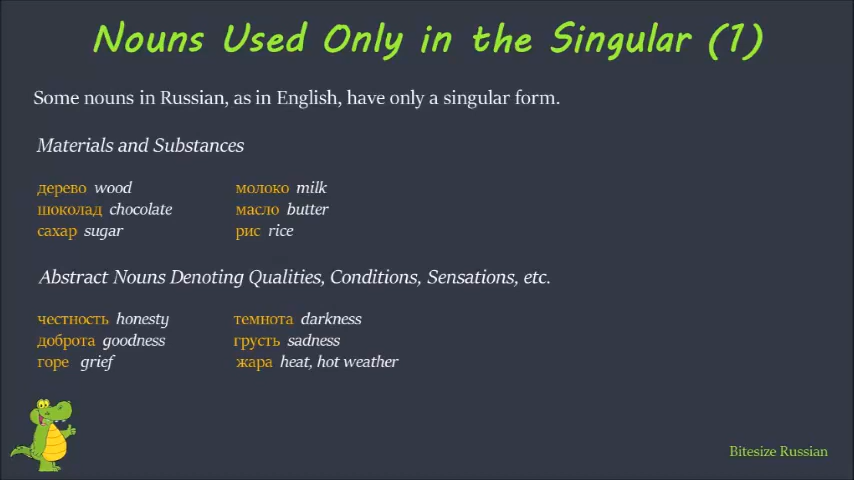 Nouns Used Only in the Singular (1)
Some nouns in Russian, as in English, have only a singular form.
Materials and Substances
дерево wood молоко milk
шоколад chocolate масло butter
сахар sugar рис rice
Abstract Nouns Denoting Qualities, Conditions, Sensations, etc.
честность honesty темнота darkness
доброта goodness грусть sadness
горе grief жара heat, hot weather
Bitesize Russian